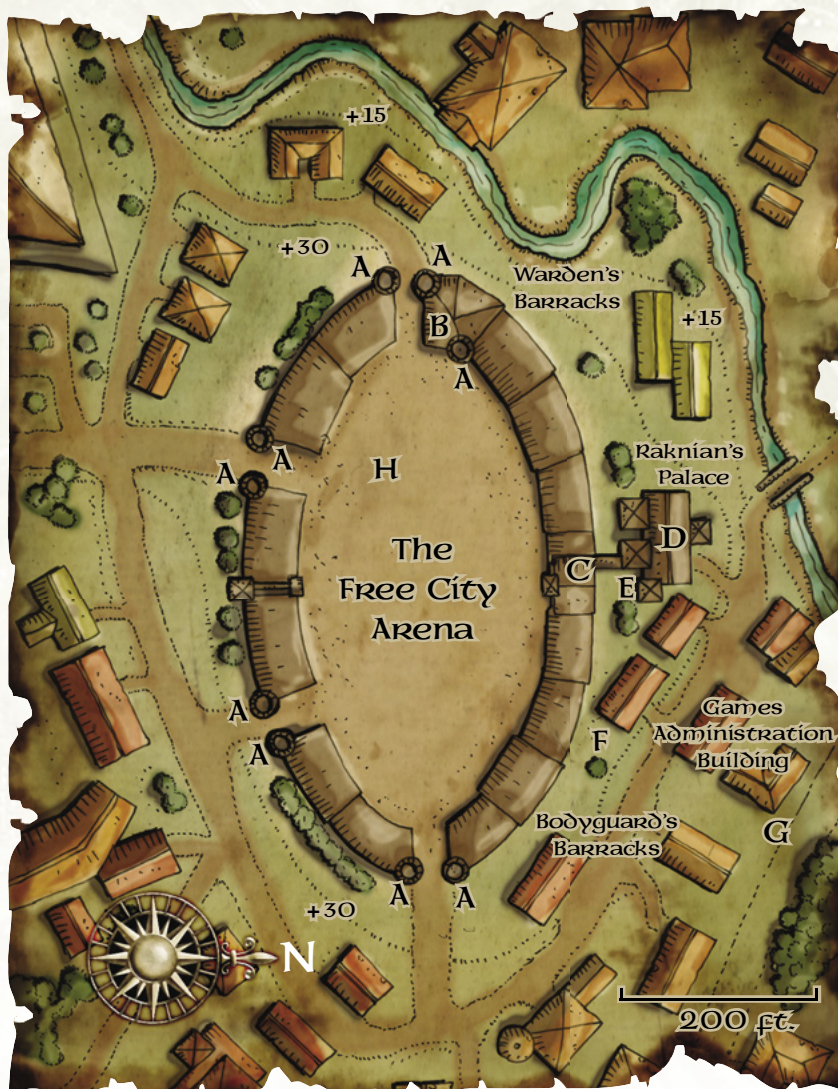 +15
+30
A
A
Warden's
Barracks
+15
B
A
A
H
A
Raknian's
Palace
The
Free City
Arena
D
C
E
A
A
F
Games
Administration
Building
G
Bodyguard's
Barracks
A
A
+30
N
200 ft.